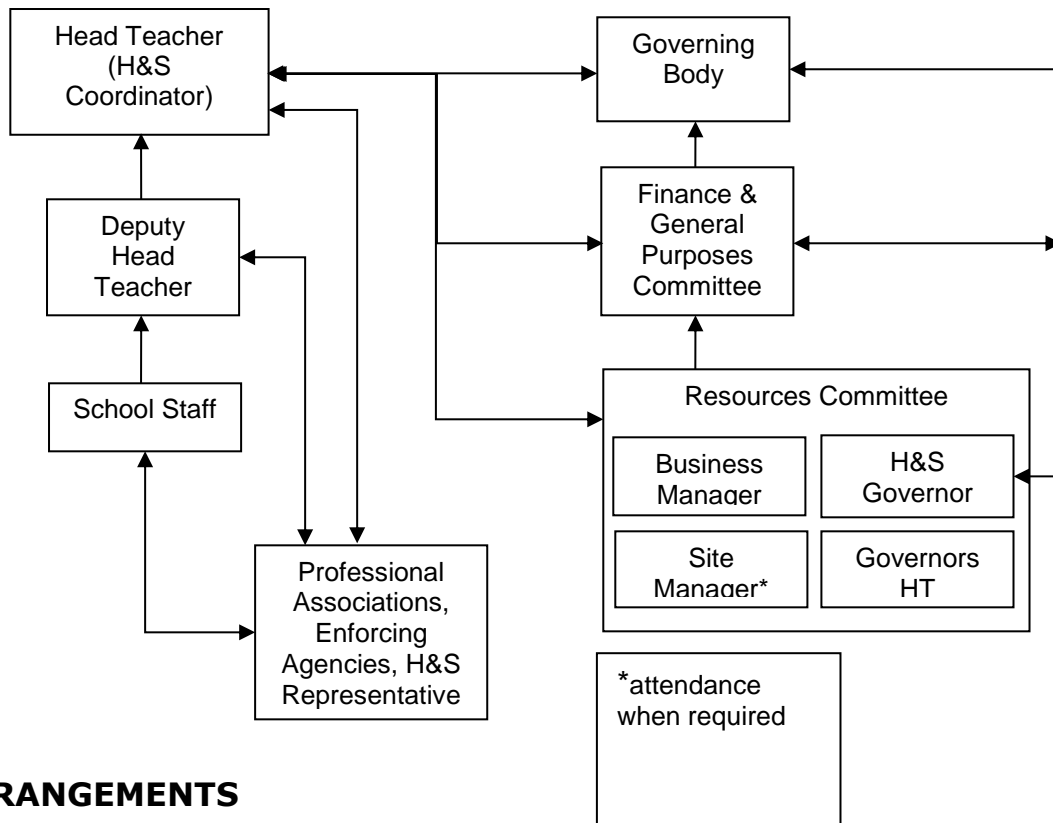 Head Teacher
(H&S
Coordinator)
Governing
Body
Deputy
Head
Teacher
Finance &
General
Purposes
Committee
School Staff
Resources Committee
Business
Manager
H&S
Governor
Site
Manager*
Governors
HT
Professional
Associations,
Enforcing
Agencies, H&S
Representative
*attendance
when required
RANGEMENTS